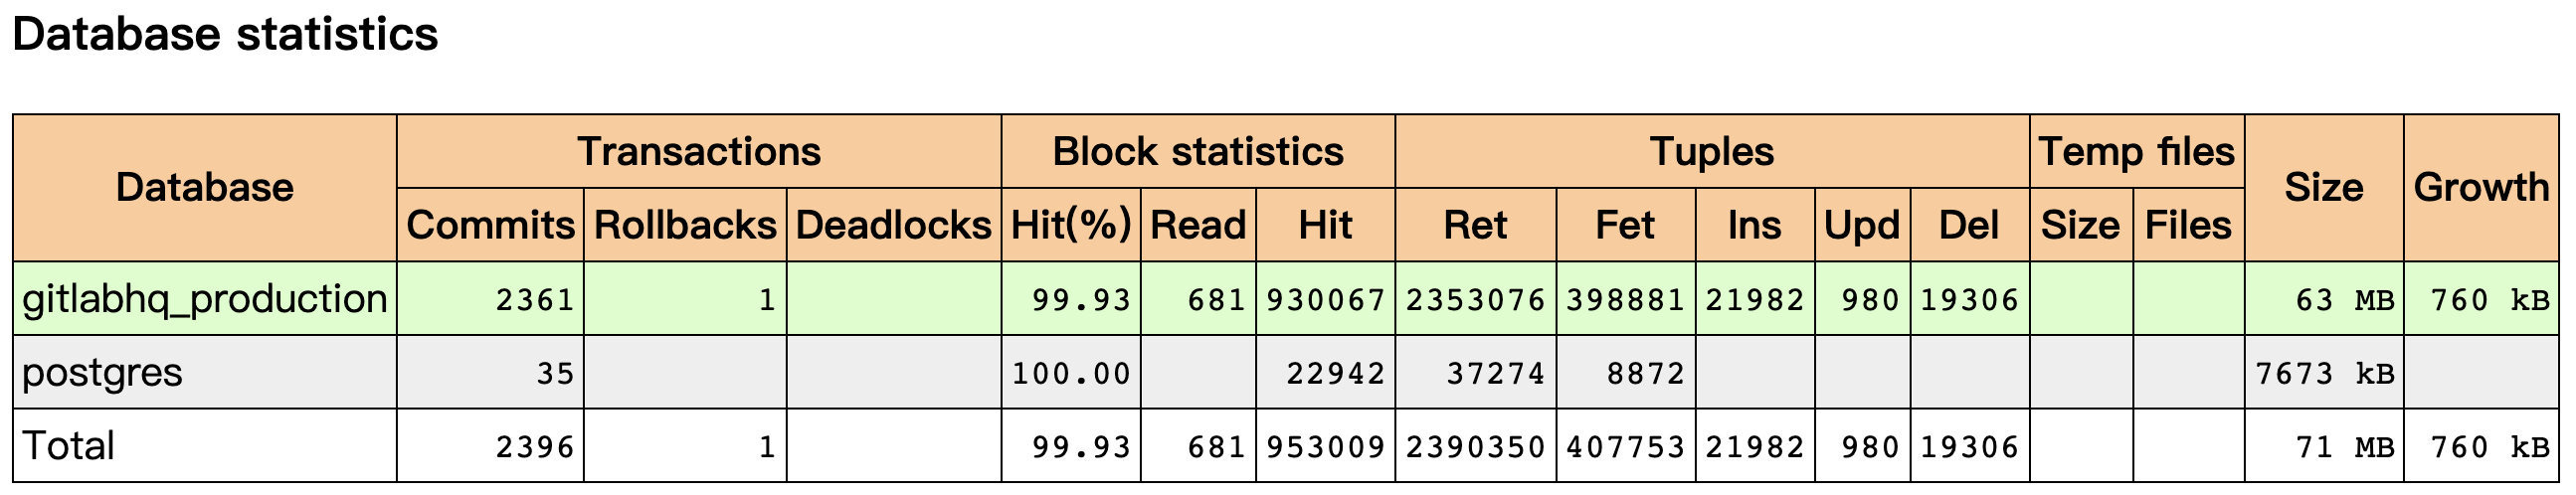 Database statistics
Database Transactions Block statistics Tuples Temp files Size Growth
Commits Rollbacks Deadlocks Hit(%) Read Hit Ret Fet Ins Upd Del Size Files
gitlabhq_production 2361 1 99.93 681 930067 2353076 398881 21982 980 19306 63 MB 760 kB
postgres 35 100.00 22942 37274 8872 7673 kB
Total 2396 1 99.93 681 953009 2390350 407753 21982 980 19306 71 MB 760 kB